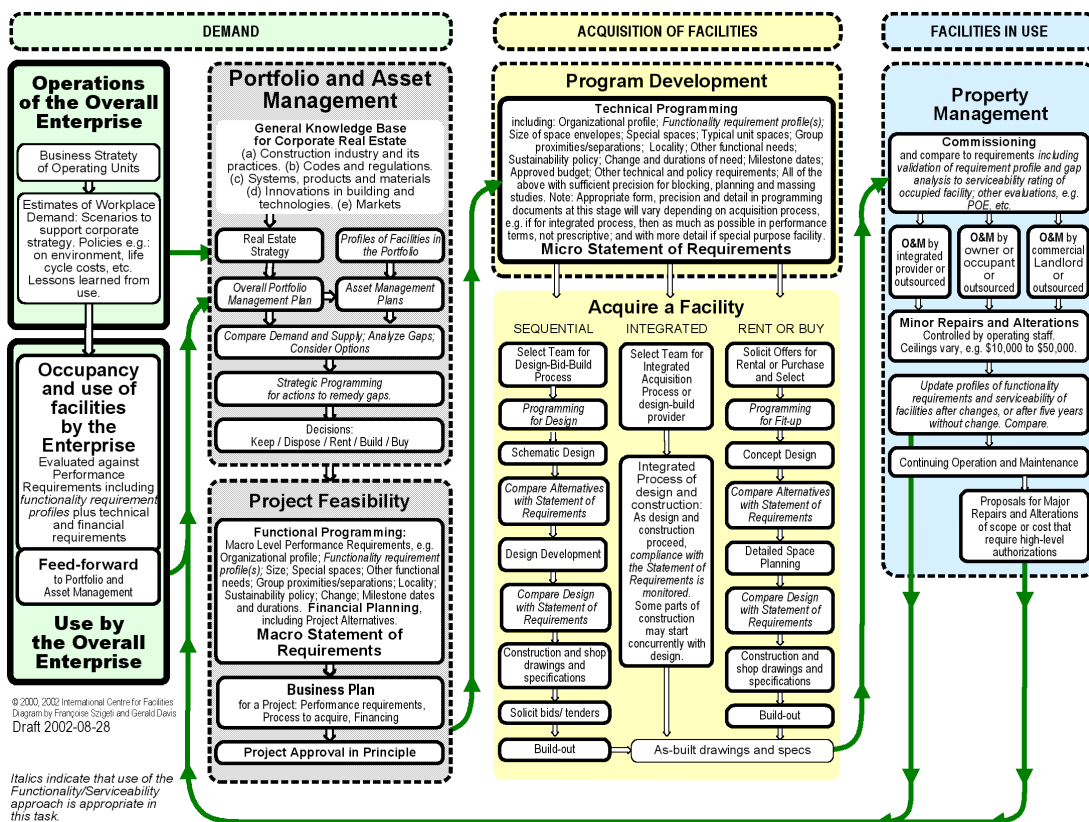 DEMAND
Operations
of the Overall
Enterprise
Business Stratety
of Operating Units
Estimates of Workplace
Demand: Scenarios to
support corporate
strategy. Policies e.g.:
on environment, life
cycle costs, etc.
Lessons learned from
use.
Occupancy
and use of
facilities
by the
Enterprise
Evaluated against
Performance
Requirements including
functionality requirement
profiles plus technical
and financial
requirements
Feed-forward
to Portfolio and
Asset Management
Use by
the Overall
Enterprise
© 2000, 2002 International Centre for Facilities
Diagram by Françoise Szigeti and Gerald Davis
Draft 2002-08-28
Italics indicate that use of the
Functionality/Serviceability
approach is appropriate in
this task.
Portfolio and Asset
Management
General Knowledge Base
for Corporate Real Estate
(a) Construction industry and its
practices. (b) Codes and regulations.
(c) Systems, products and materials
(d) Innovations in building and
technologies. (e) Markets
Real Estate
Strategy
Profiles of Facilities in the
Portfolio
Overall Portfolio
Management Plan
Asset Management
Plans
Compare Demand and Supply; Analyze Gaps;
Consider Options
Strategic Programming
for actions to remedy gaps.
Decisions:
Keep / Dispose / Rent / Build / Buy
Project Feasibility
Functional Programming:
Macro Level Performance Requirements, e.g.
Organizational profile; Functionality requirement
profile(s); Size; Special spaces; Other functional
needs; Group proximities/separations; Locality;
Sustainability policy; Change; Milestone dates
and durations. Financial Planning,
including Project Alternatives.
Macro Statement of
Requirements
Business Plan
for a Project: Performance requirements,
Process to acquire, Financing
Project Approval in Principle
ACQUISITION OF FACILITIES
Program Development
Technical Programming
including: Organizational profile; Functionality requirement profile(s);
Size of space envelopes; Special spaces; Typical unit spaces; Group
proximities/separations; Locality; Other functional needs;
Sustainability policy; Change and durations of need; Milestone dates;
Approved budget; Other technical and policy requirements; All of the
above with sufficient precision for blocking, planning and massing
studies. Note: Appropriate form, precision and detail in programming
documents at this stage will vary depending on acquisition process,
e.g. if for integrated process, then as much as possible in performance
terms, not prescriptive; and with more detail if special purpose facility.
Micro Statement of Requirements
Acquire a Facility
SEQUENTIAL
Select Team for
Design-Bid-Build
Process
Programming
for Design
Schematic Design
Compare Alternatives
with Statement of
Requirements
Design Development
Compare Design with
Statement of
Requirements
Construction and shop
drawings and
specifications
Solicit bids/ tenders
Build-out
INTEGRATED
Select Team for
Integrated
Acquisition
Process or
design-build
provider
Integrated
Process of
design and
construction:
As design and
construction
proceed,
compliance with
the Statement of
Requirements is
monitored.
Some parts of
construction
may start
concurrently with
design.
As-built drawings and specs
RENT OR BUY
Solicit Offers for
Rental or Purchase
and Select
Programming
for Fit-up
Concept Design
Compare Alternatives
with Statement of
Requirements
Detailed Space
Planning
Compare Design with
Statement of
Requirements
Construction and
shop drawings and
specifications
Build-out
FACILITIES IN USE
Property
Management
Commissioning
and compare to requirements including
validation of requirement profile and gap
analysis to serviceability rating of
occupied facility; other evaluations, e.g.
POE, etc.
O&M by
integrated
provider or
outsourced
O&M by
owner or
occupant
or
outsourced
O&M by
commercial
Landlord or
outsourced
Minor Repairs and Alterations
Controlled by operating staff.
Ceilings vary, e.g. $10,000 to $50,000.
Update profiles of functionality
requirements and serviceability of
facilities after changes, or after five years
without change. Compare.
Continuing Operation and Maintenance
Proposals for Major
Repairs and Alterations
of scope or cost that
require high-level
authorizations